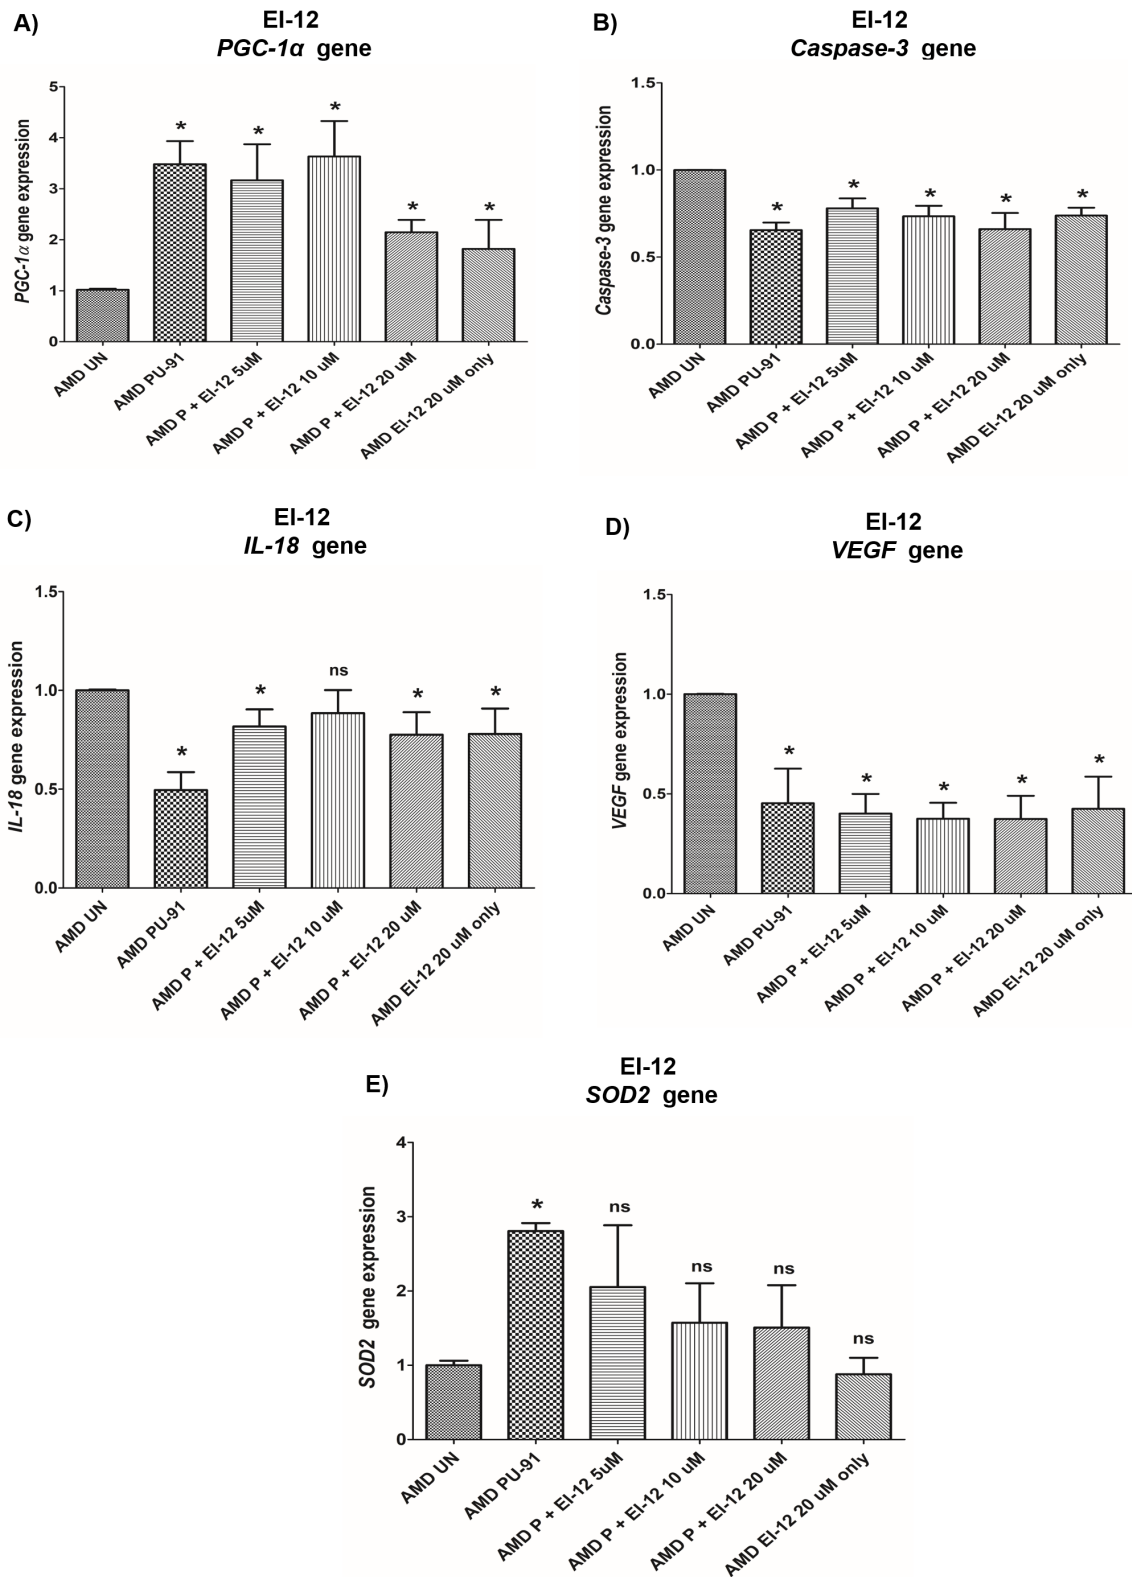 A)
EI-12
PGC-1α gene
PGC-1α gene expression
5
4
3
2
1
0
*
*
*
*
*
AMD UN
AMD PU-91
AMD P + EI-12 5uM
AMD P + EI-12 10 uM
AMD P + EI-12 20 uM
AMD EI-12 20 uM only
B)
EI-12
Caspase-3 gene
Caspase-3 gene expression
1.5
1.0
0.5
0.0
*
*
*
*
*
AMD UN
AMD PU-91
AMD P + EI-12 5uM
AMD P + EI-12 10 uM
AMD P + EI-12 20 uM
AMD EI-12 20 uM only
C)
EI-12
IL-18 gene
IL-18 gene expression
1.5
1.0
0.5
0.0
*
*
ns
*
*
AMD UN
AMD PU-91
AMD P + EI-12 5uM
AMD P + EI-12 10 uM
AMD P + EI-12 20 uM
AMD EI-12 20 uM only
D)
EI-12
VEGF gene
VEGF gene expression
1.5
1.0
0.5
0.0
*
*
*
*
*
AMD UN
AMD PU-91
AMD P + EI-12 5uM
AMD P + EI-12 10 uM
AMD P + EI-12 20 uM
AMD EI-12 20 uM only
E)
EI-12
SOD2 gene
SOD2 gene expression
4
3
2
1
0
*
ns
ns
ns
ns
AMD UN
AMD PU-91
AMD P + EI-12 5uM
AMD P + EI-12 10 uM
AMD P + EI-12 20 uM
AMD EI-12 20 uM only